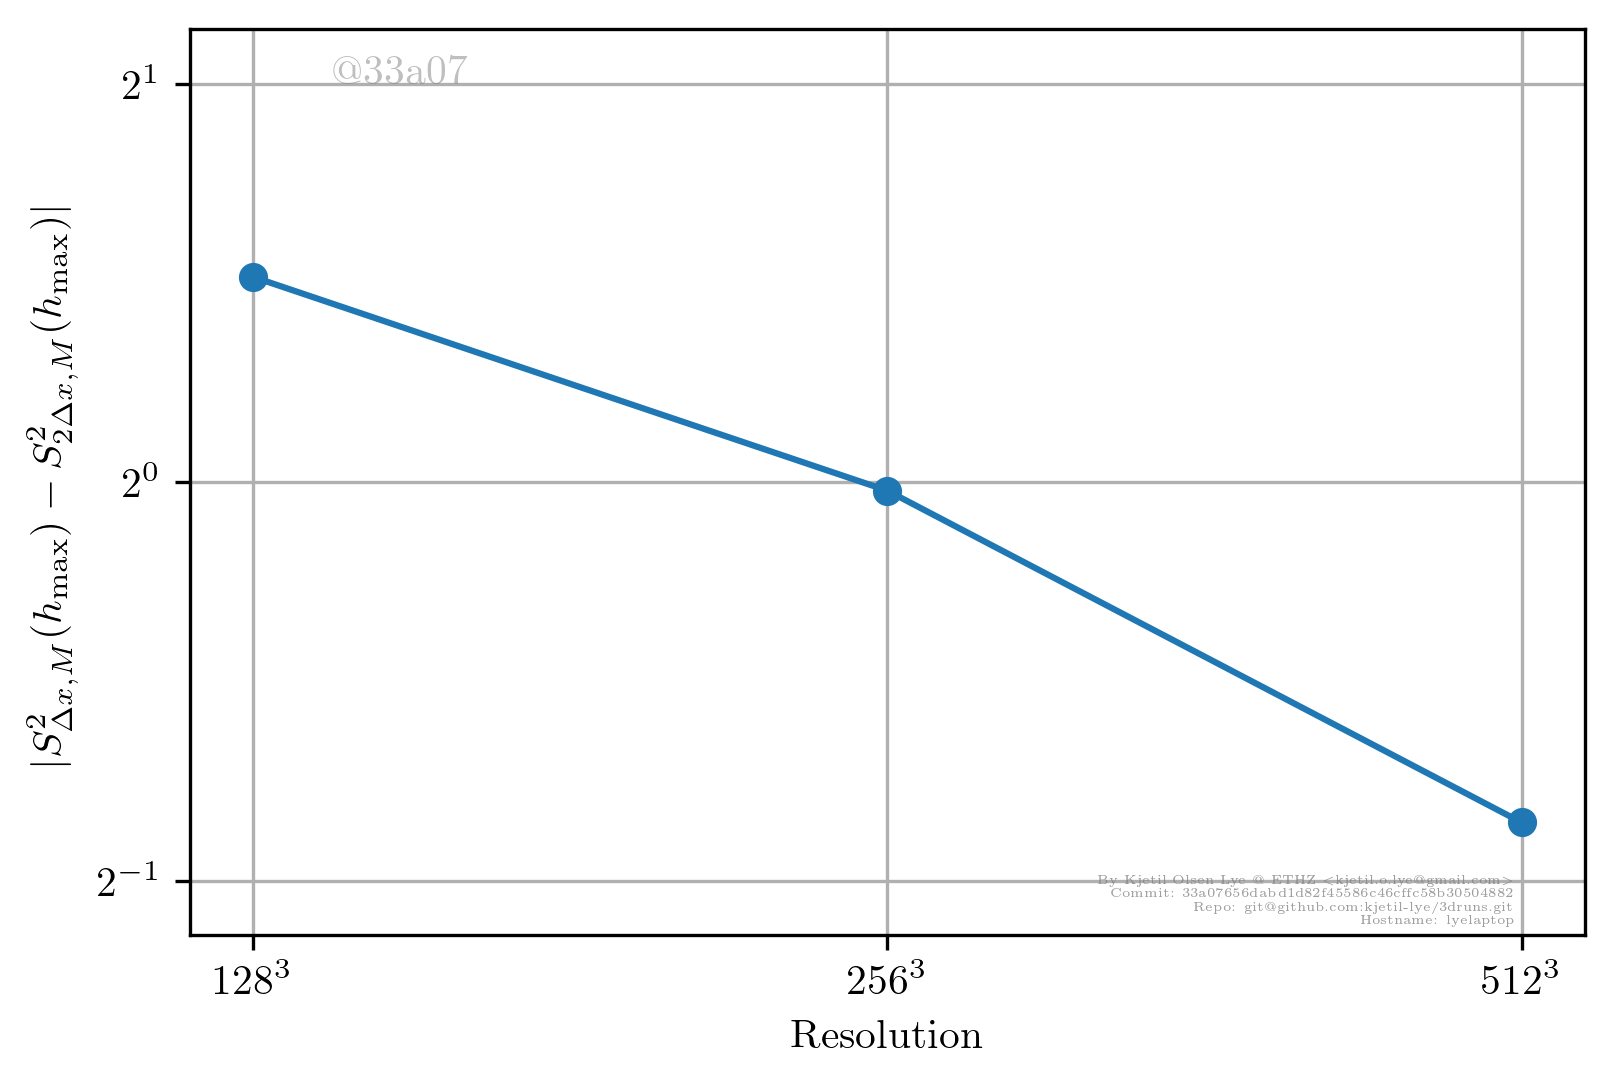 @33a07
2^1
2^0
2^{-1}
|S^2_{Δx,M}(h_max) − S^2_{2Δx,M}(h_max)|
By Kjetil Olsen Lye @ ETHZ <kjetil.o.lye@gmail.com>
Commit: 33a07656dabd1d82f45586c46cffc58b30504882
Repo: git@github.com:kjetil-lye/3druns.git
Hostname: lyelaptop
128^3 256^3 512^3
Resolution